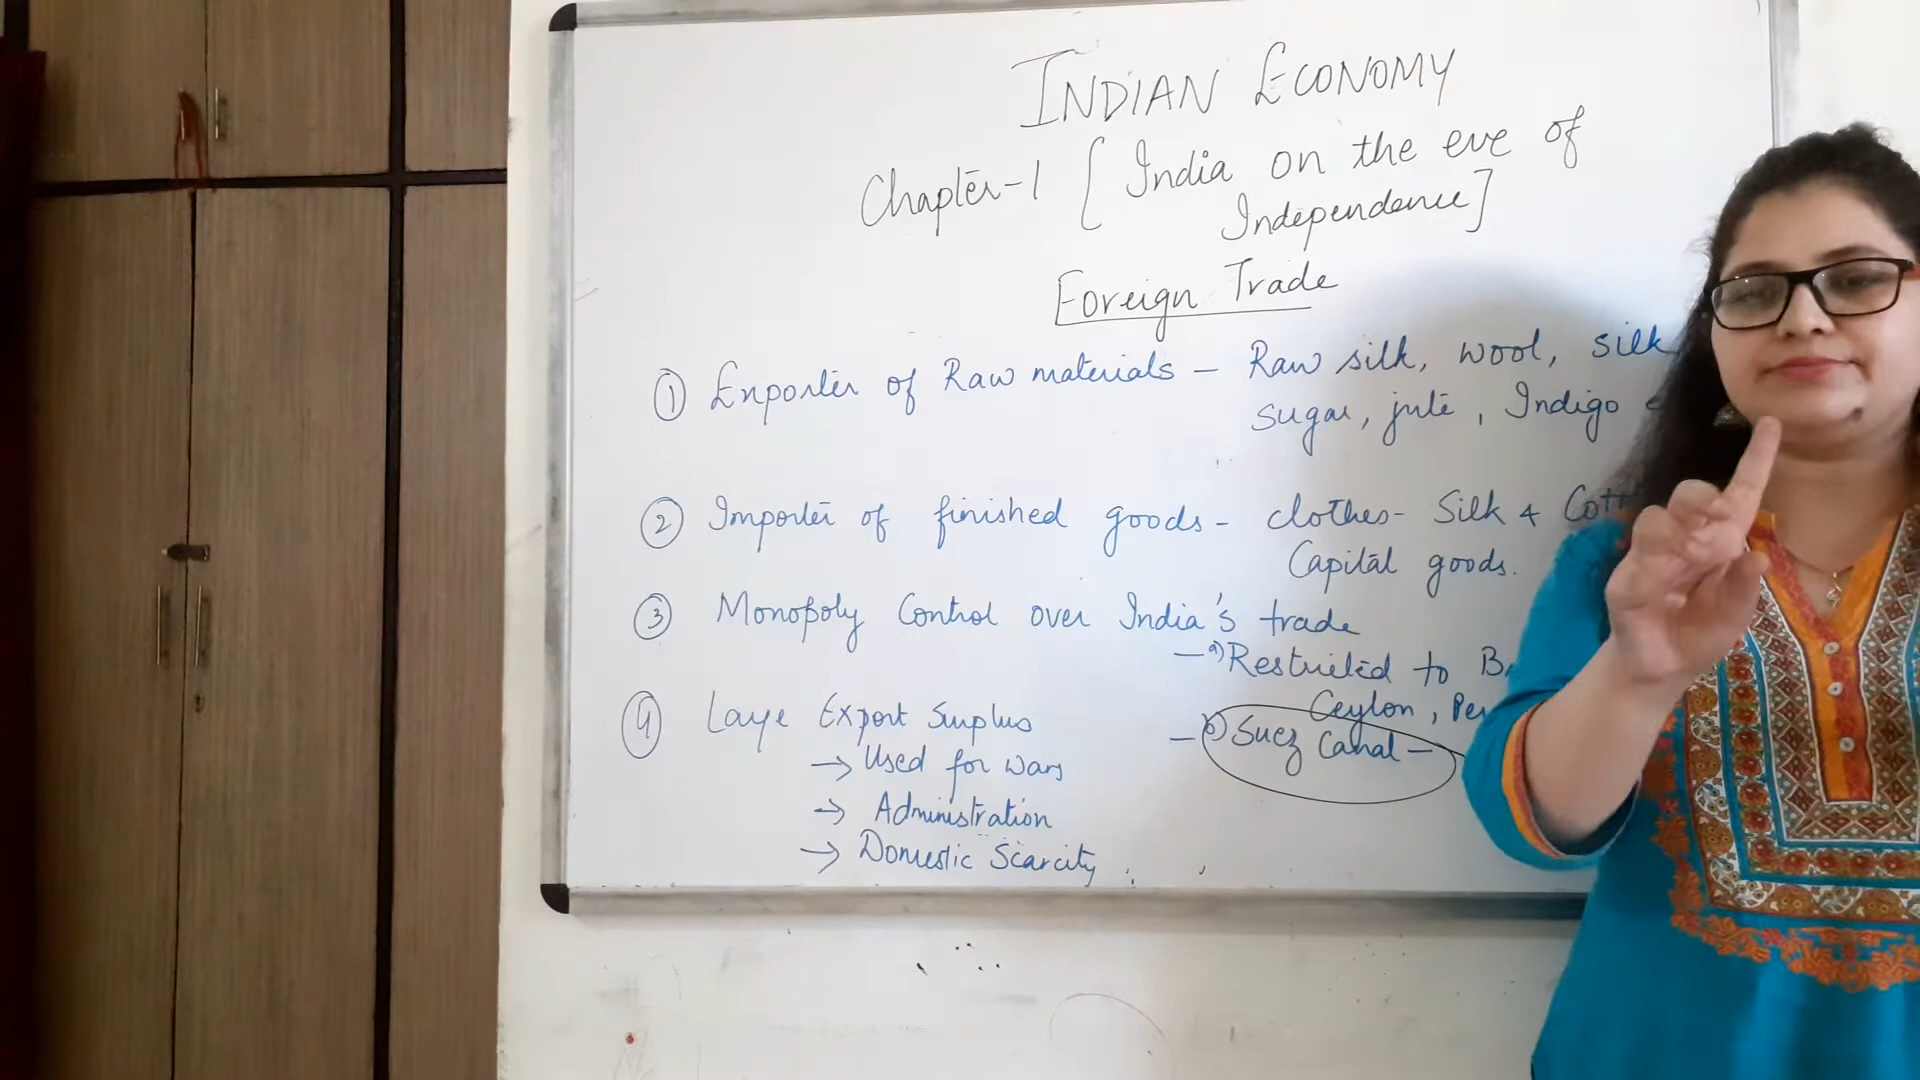 INDIAN ECONOMY
Chapter-1 [India on the eve of
Independence]
Foreign Trade
① Exporter of Raw materials - Raw silk, wool, silk
sugar, jute, Indigo
② Importer of finished goods - clothes - Silk &
Capital goods.
③ Monopoly Control over India's trade
- a) Restricted to
Ceylon,
④ Large Export Surplus
- b) Suez Canal -
→ Used for wars
→ Administration
→ Domestic Scarcity